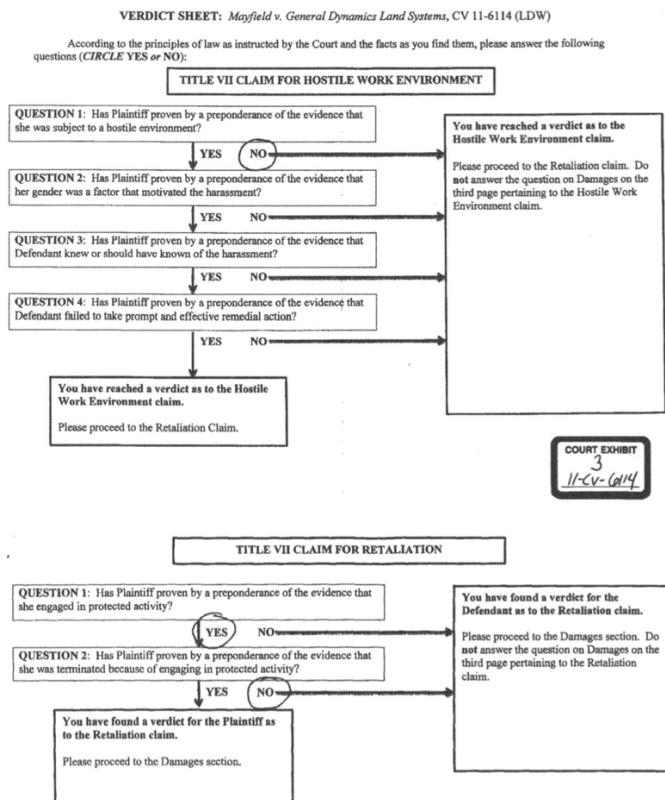 VERDICT SHEET: Mayfield v. General Dynamics Land Systems, CV 11-6114 (LDW)
According to the principles of law as instructed by the Court and the facts as you find them, please answer the following
questions (CIRCLE YES or NO):
TITLE VII CLAIM FOR HOSTILE WORK ENVIRONMENT
QUESTION 1: Has Plaintiff proven by a preponderance of the evidence that
she was subject to a hostile environment?
YES NO
QUESTION 2: Has Plaintiff proven by a preponderance of the evidence that
her gender was a factor that motivated the harassment?
YES NO
QUESTION 3: Has Plaintiff proven by a preponderance of the evidence that
Defendant knew or should have known of the harassment?
YES NO
QUESTION 4: Has Plaintiff proven by a preponderance of the evidence that
Defendant failed to take prompt and effective remedial action?
YES NO
You have reached a verdict as to the
Hostile Work Environment claim.
Please proceed to the Retaliation claim. Do
not answer the question on Damages on the
third page pertaining to the Hostile Work
Environment claim.
You have reached a verdict as to the Hostile
Work Environment claim.
Please proceed to the Retaliation Claim.
COURT EXHIBIT
3
11-CV-6114
TITLE VII CLAIM FOR RETALIATION
QUESTION 1: Has Plaintiff proven by a preponderance of the evidence that
she engaged in protected activity?
YES NO
QUESTION 2: Has Plaintiff proven by a preponderance of the evidence that
she was terminated because of engaging in protected activity?
YES NO
You have found a verdict for the
Defendant as to the Retaliation claim.
Please proceed to the Damages section. Do
not answer the question on Damages on the
third page pertaining to the Retaliation
claim.
You have found a verdict for the Plaintiff as
to the Retaliation claim.
Please proceed to the Damages section.